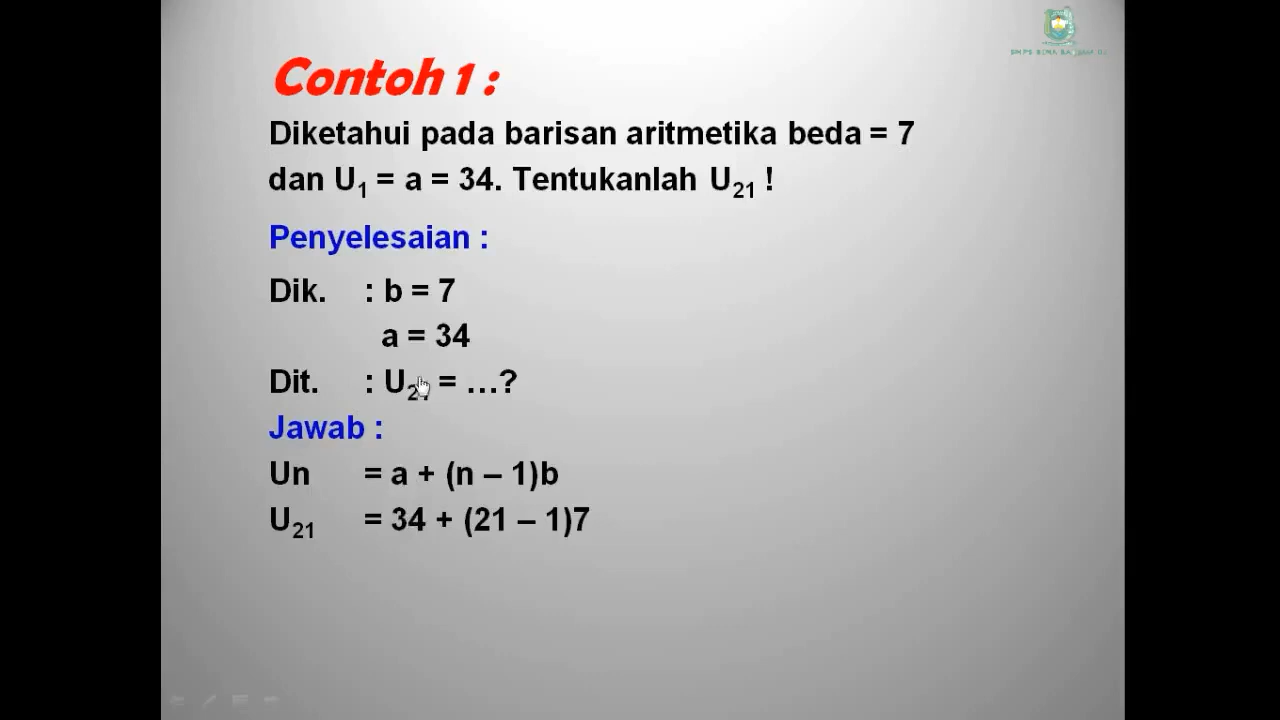 Contoh 1 :
Diketahui pada barisan aritmetika beda = 7
dan U₁ = a = 34. Tentukanlah U₂₁ !
Penyelesaian :
Dik. : b = 7
a = 34
Dit. : U₂₁ = …?
Jawab :
Un = a + (n – 1)b
U₂₁ = 34 + (21 – 1)7